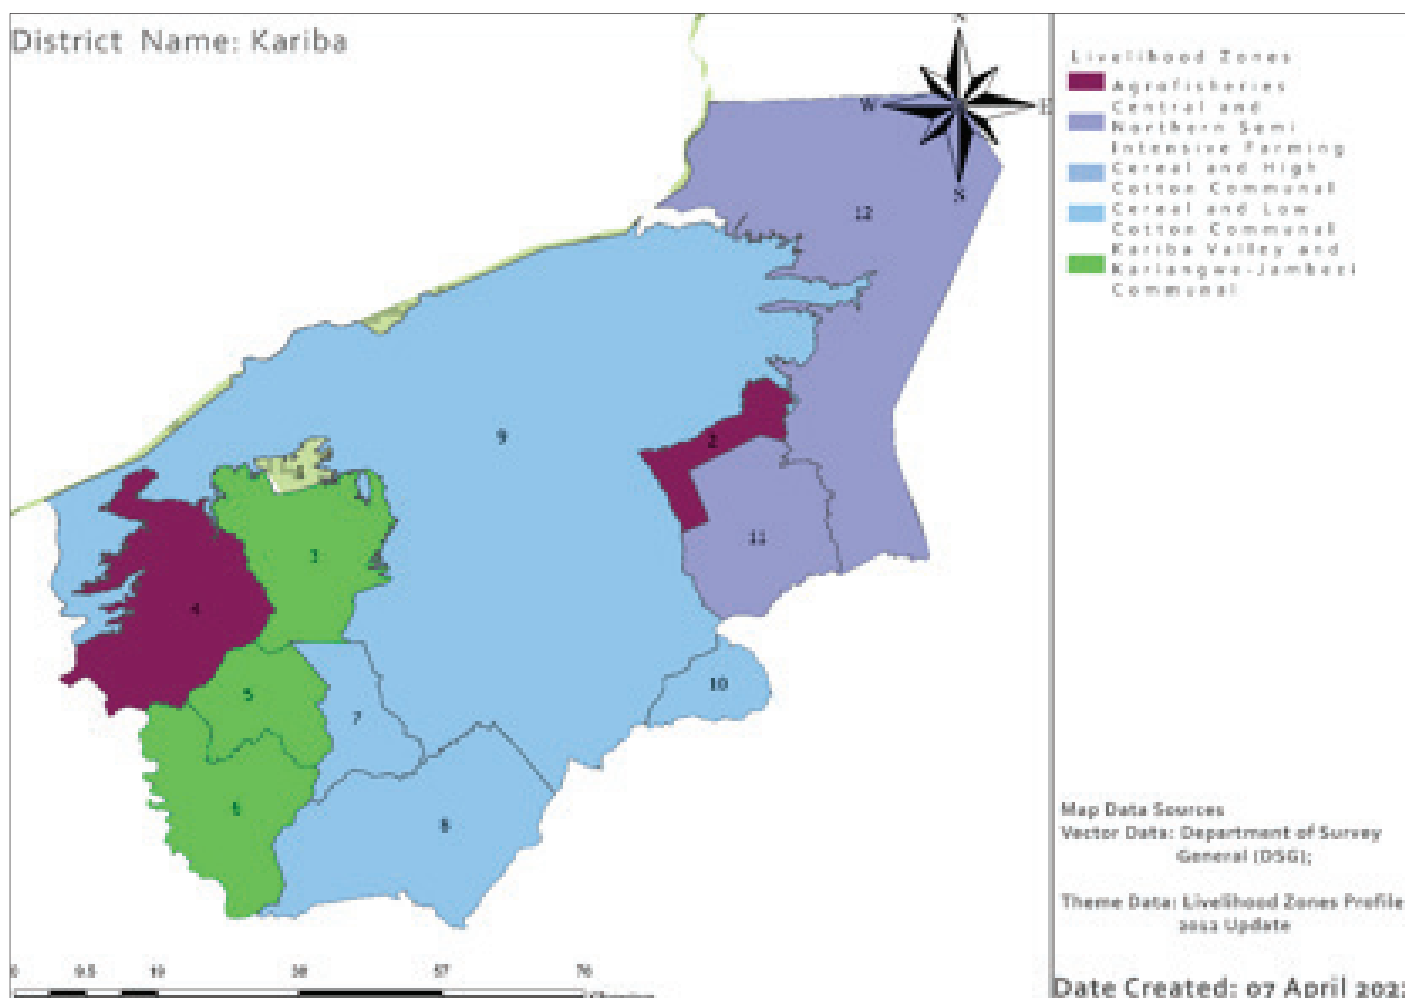 District Name: Kariba
N
W
E
S
12
9
2
1
11
3
4
5
7
10
6
8
Livelihood Zones
Agrofisheries
Central and
Northern Semi
Intensive Farming
Cereal and High
Cotton Communal
Cereal and Low
Cotton Communal
Kariba Valley and
Kariangwe-Jambezi
Communal
Map Data Sources
Vector Data: Department of Survey
General (DSG);
Theme Data: Livelihood Zones Profile
Update
0 9.5 19 38 57 76
Date Created: 07 April